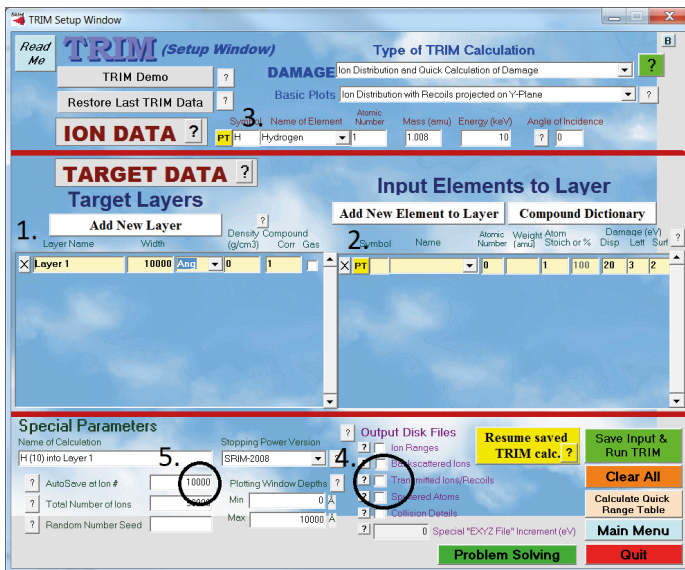 TRIM Setup Window
Read Me
TRIM (Setup Window)
Type of TRIM Calculation
B
TRIM Demo ?
DAMAGE Ion Distribution and Quick Calculation of Damage ?
Restore Last TRIM Data ?
Basic Plots Ion Distribution with Recoils projected on Y-Plane ?
3.
Symbol Name of Element Atomic Number Mass (amu) Energy (keV) Angle of Incidence
ION DATA ? PT H Hydrogen 1 1.008 10 ? 0
TARGET DATA ?
Target Layers
Input Elements to Layer
1. Add New Layer ?
Add New Element to Layer Compound Dictionary
Layer Name Width Density (g/cm3) Compound Corr Gas
2. Symbol Name Atomic Number Weight (amu) Atom Stoich or % Damage (eV) Disp Latt Surf ?
X Layer 1 10000 Ang 0 1
X PT 0 1 100 20 3 2
Special Parameters
Name of Calculation
Stopping Power Version
H (10) into Layer 1
5.
SRIM-2008 ?
? AutoSave at Ion # 10000
Plotting Window Depths ?
? Total Number of Ions
Min 0 Å
? Random Number Seed
Max 10000 Å
? Output Disk Files
4.
? Ion Ranges
Backscattered Ions
? Transmitted Ions/Recoils
? Sputtered Atoms
? Collision Details
? 0 Special "EXYZ File" Increment (eV)
Resume saved TRIM calc. ?
Save Input & Run TRIM
Clear All
Calculate Quick Range Table
Main Menu
Problem Solving
Quit